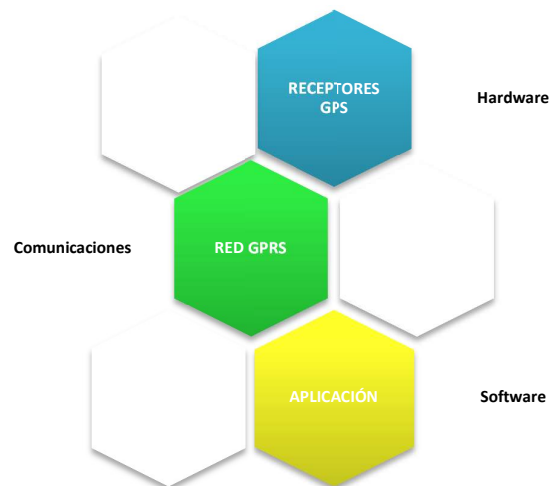 RECEPTORES
GPS
Hardware
Comunicaciones
RED GPRS
APLICACIÓN
Software